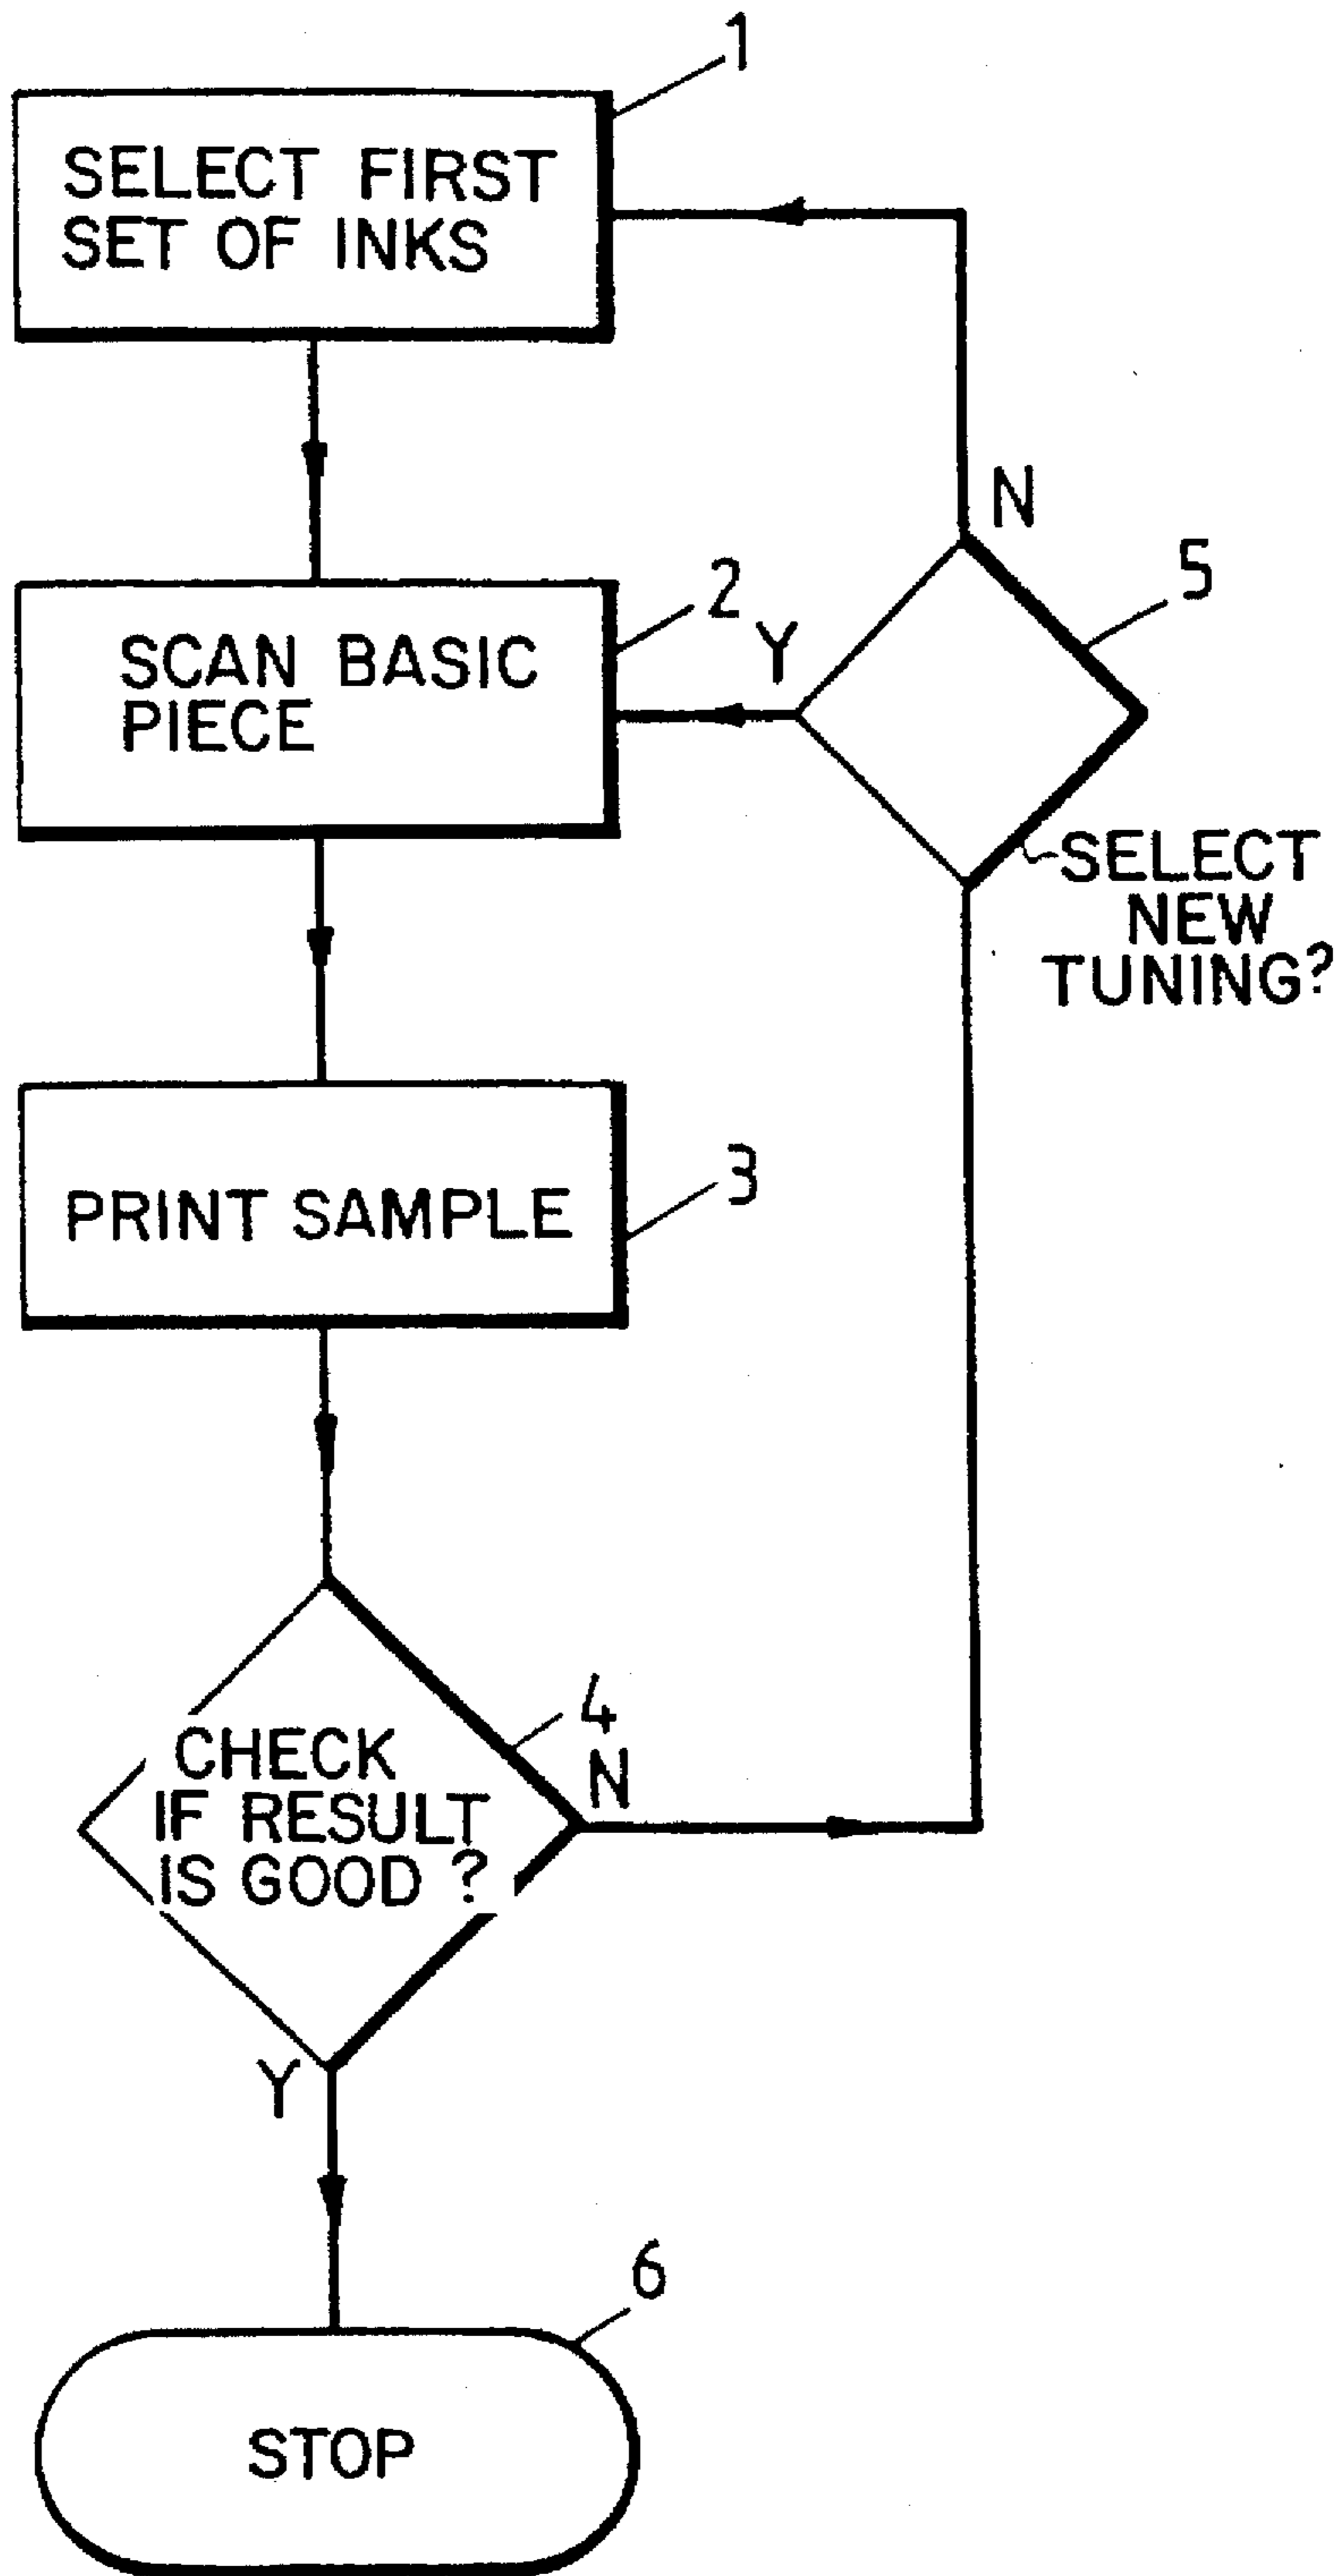 1
SELECT FIRST
SET OF INKS
N
5
2
Y
SCAN BASIC
PIECE
SELECT
NEW
TUNING?
3
PRINT SAMPLE
4
N
CHECK
IF RESULT
IS GOOD ?
Y
6
STOP